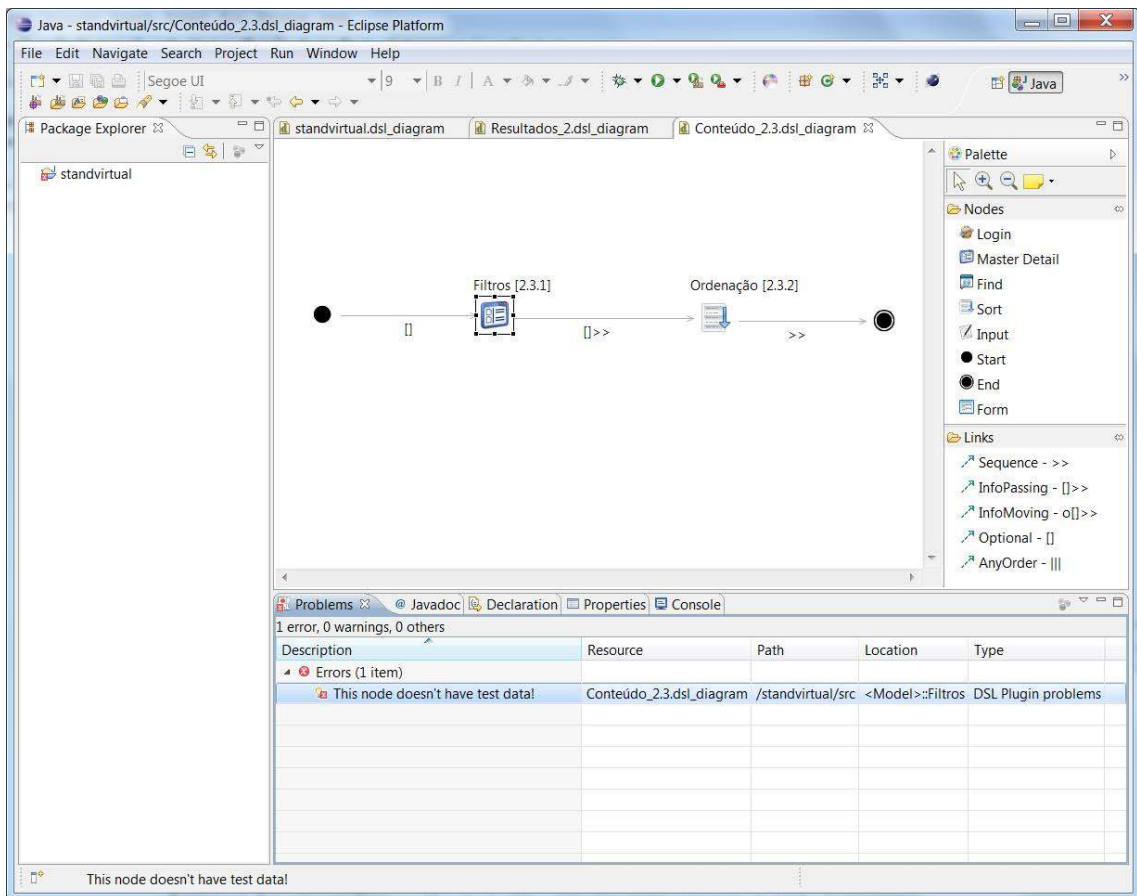 Java - standvirtual/src/Conteúdo_2.3.dsl_diagram - Eclipse Platform
File Edit Navigate Search Project Run Window Help
Segoe UI 9 B I A Java »
Package Explorer
standvirtual
standvirtual.dsl_diagram Resultados_2.dsl_diagram Conteúdo_2.3.dsl_diagram
Filtros [2.3.1] Ordenação [2.3.2]
[] []>> >>
Palette
Nodes
Login
Master Detail
Find
Sort
Input
Start
End
Form
Links
Sequence - >>
InfoPassing - []>>
InfoMoving - o[]>>
Optional - []
AnyOrder - |||
Problems @ Javadoc Declaration Properties Console
1 error, 0 warnings, 0 others
Description Resource Path Location Type
Errors (1 item)
This node doesn't have test data! Conteúdo_2.3.dsl_diagram /standvirtual/src <Model>::Filtros DSL Plugin problems
This node doesn't have test data!